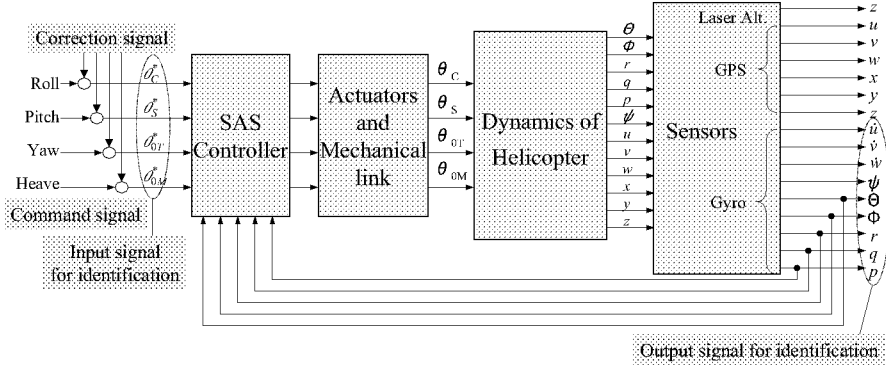 Correction signal
Roll
Pitch
Yaw
Heave
Command signal
Input signal
for identification
θ*C
θ*S
θ*0T
θ*0M
SAS
Controller
Actuators
and
Mechanical
link
θC
θS
θ0T
θ0M
Dynamics of
Helicopter
Θ
Φ
r
q
p
ψ
u
v
w
x
y
z
Sensors
Laser Alt.
GPS
Gyro
z
u
v
w
x
y
z
u̇
v̇
ẇ
ψ
Θ
Φ
r
q
p
Output signal for identification